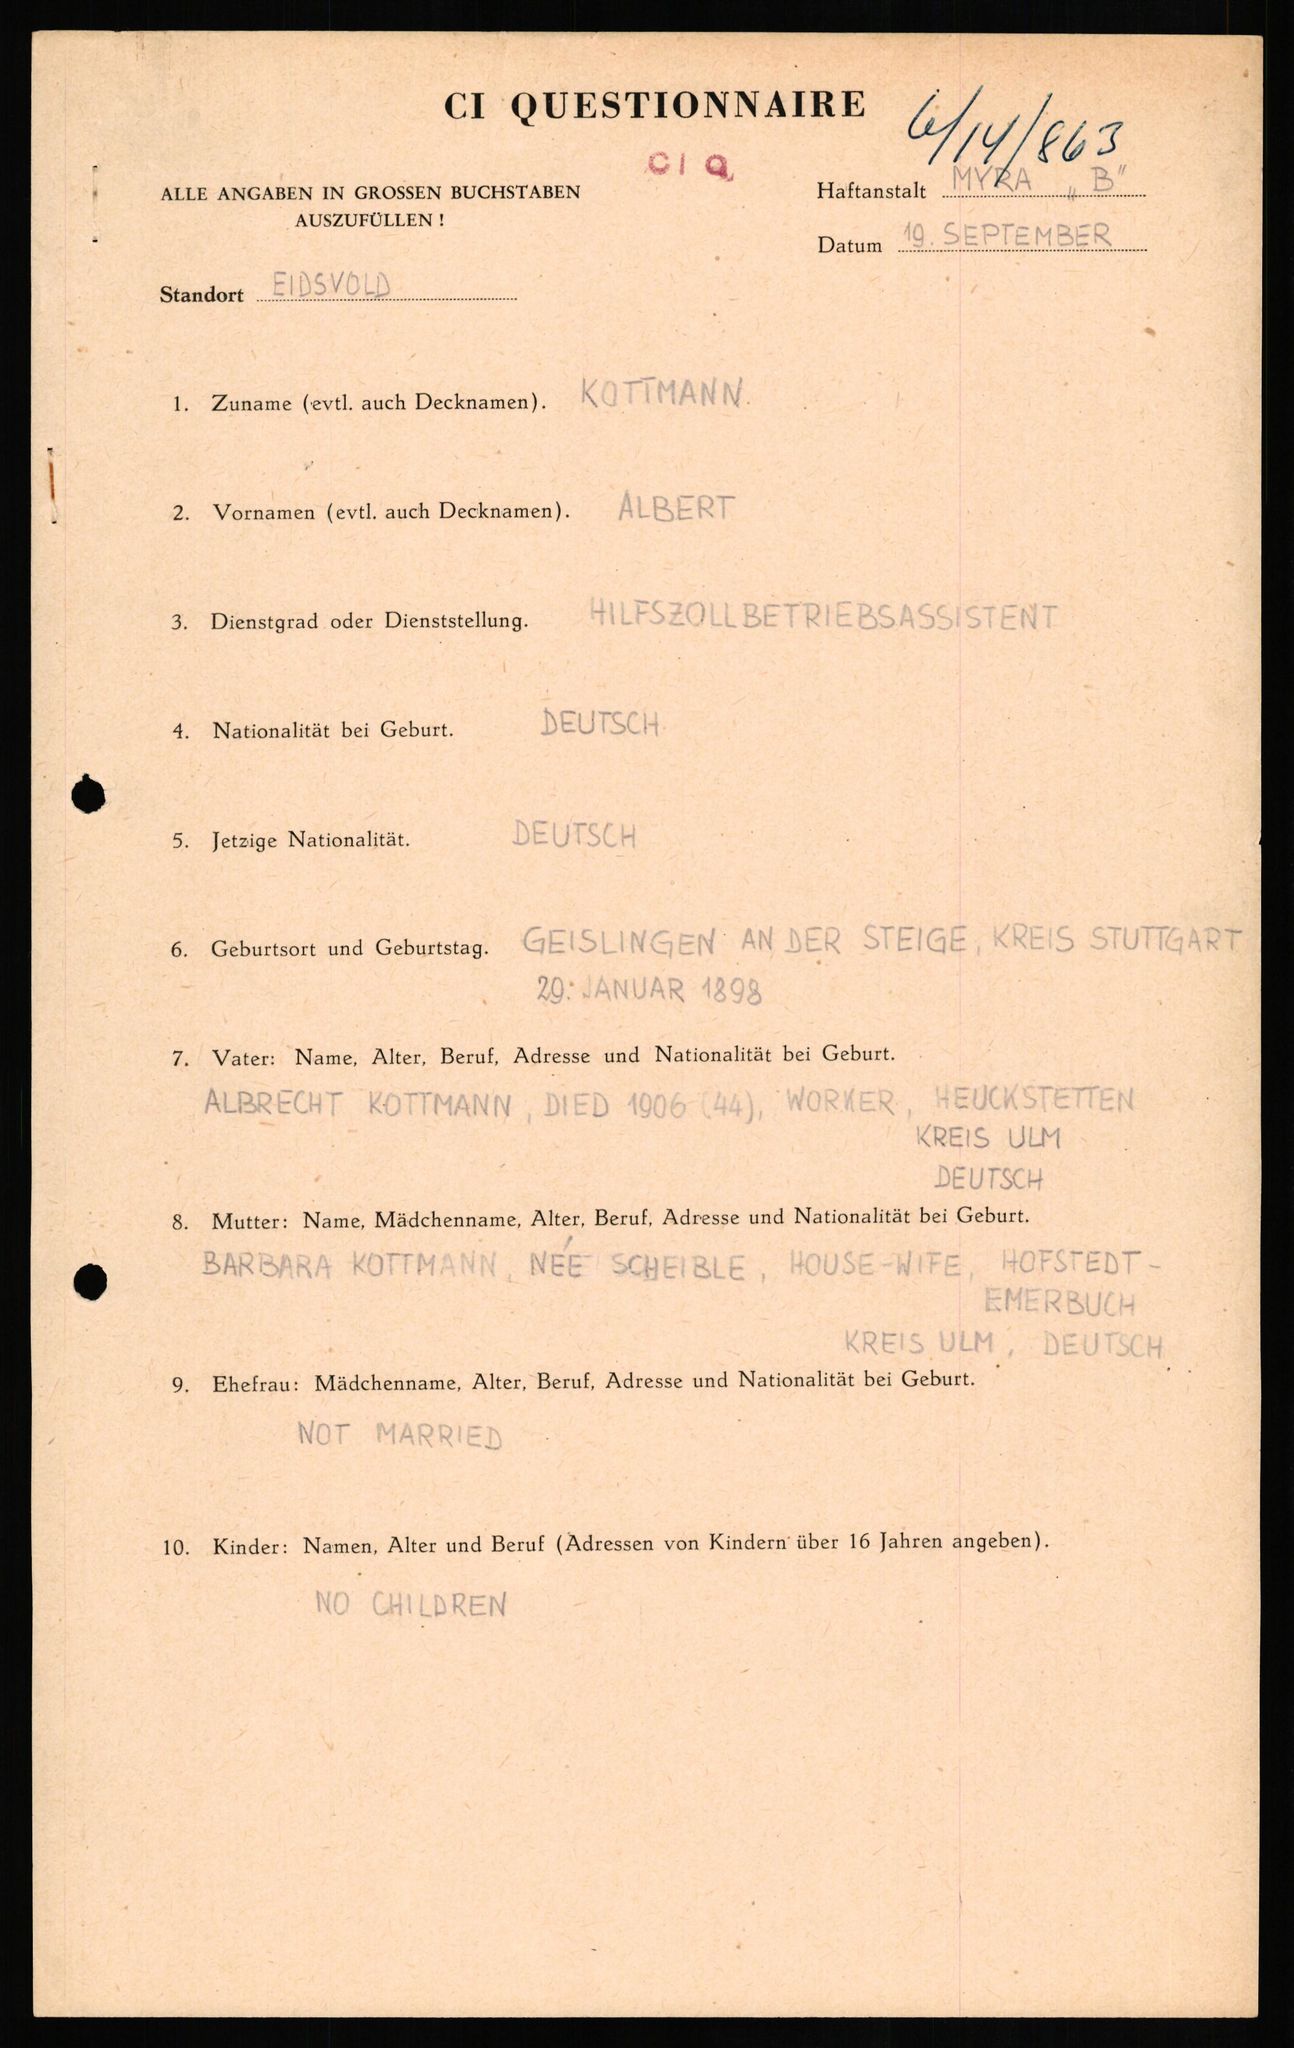 CI QUESTIONNAIRE
6/14/863
CIQ
ALLE ANGABEN IN GROSSEN BUCHSTABEN
AUSZUFÜLLEN!
Haftanstalt MYRA „B"
Datum 19. SEPTEMBER
Standort EIDSVOLD
1. Zuname (evtl. auch Decknamen). KOTTMANN.
2. Vornamen (evtl. auch Decknamen). ALBERT
3. Dienstgrad oder Dienststellung. HILFSZOLLBETRIEBSASSISTENT
4. Nationalität bei Geburt. DEUTSCH
5. Jetzige Nationalität. DEUTSCH
6. Geburtsort und Geburtstag. GEISLINGEN AN DER STEIGE, KREIS STUTTGART
29. JANUAR 1898
7. Vater: Name, Alter, Beruf, Adresse und Nationalität bei Geburt.
ALBRECHT KOTTMANN, DIED 1906 (44), WORKER, HEUCKSTETTEN
KREIS ULM
DEUTSCH
8. Mutter: Name, Mädchenname, Alter, Beruf, Adresse und Nationalität bei Geburt.
BARBARA KOTTMANN, NÉE SCHEIBLE, HOUSE-WIFE, HOFSTEDT-
EMERBUCH
KREIS ULM, DEUTSCH
9. Ehefrau: Mädchenname, Alter, Beruf, Adresse und Nationalität bei Geburt.
NOT MARRIED
10. Kinder: Namen, Alter und Beruf (Adressen von Kindern über 16 Jahren angeben).
NO CHILDREN